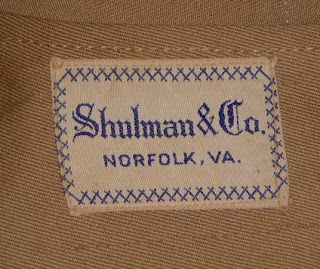 Shulman & Co.
NORFOLK, VA.